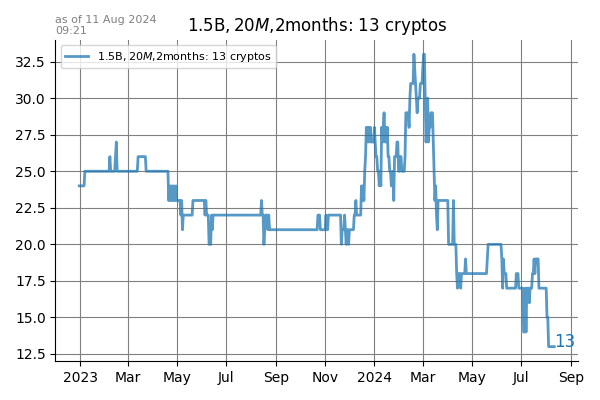 as of 11 Aug 2024
09:21
1.5B, 20M,2months: 13 cryptos
1.5B, 20M,2months: 13 cryptos
32.5
30.0
27.5
25.0
22.5
20.0
17.5
15.0
12.5
13
2023 Mar May Jul Sep Nov 2024 Mar May Jul Sep